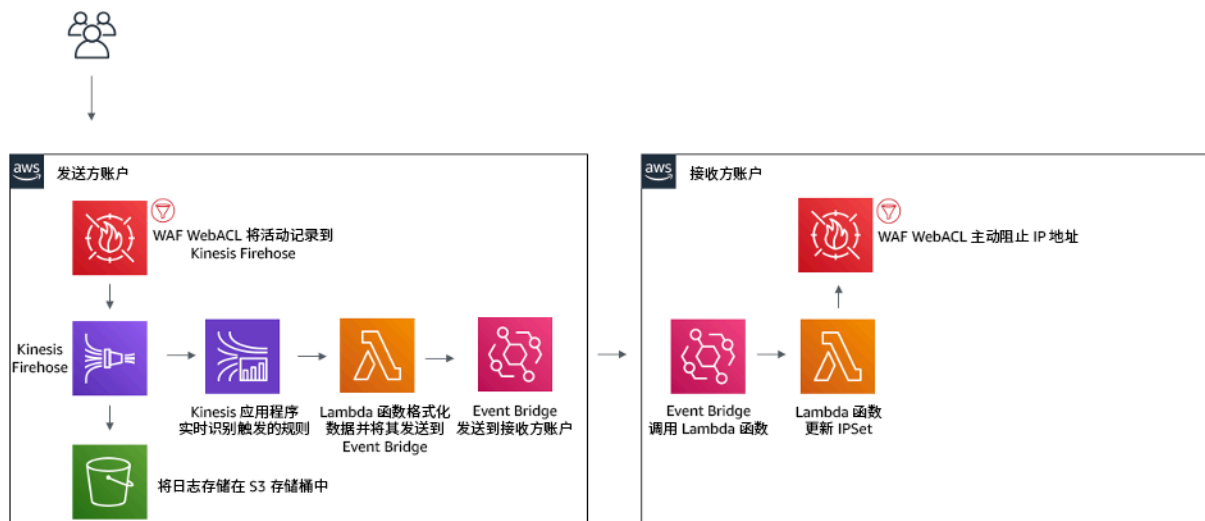 aws
发送方账户
WAF WebACL 将活动记录到
Kinesis Firehose
Kinesis
Firehose
Kinesis 应用程序
实时识别触发的规则
Lambda 函数格式化
数据并将其发送到
Event Bridge
Event Bridge
发送到接收方账户
将日志存储在 S3 存储桶中
aws
接收方账户
WAF WebACL 主动阻止 IP 地址
Event Bridge
调用 Lambda 函数
Lambda 函数
更新 IPSet